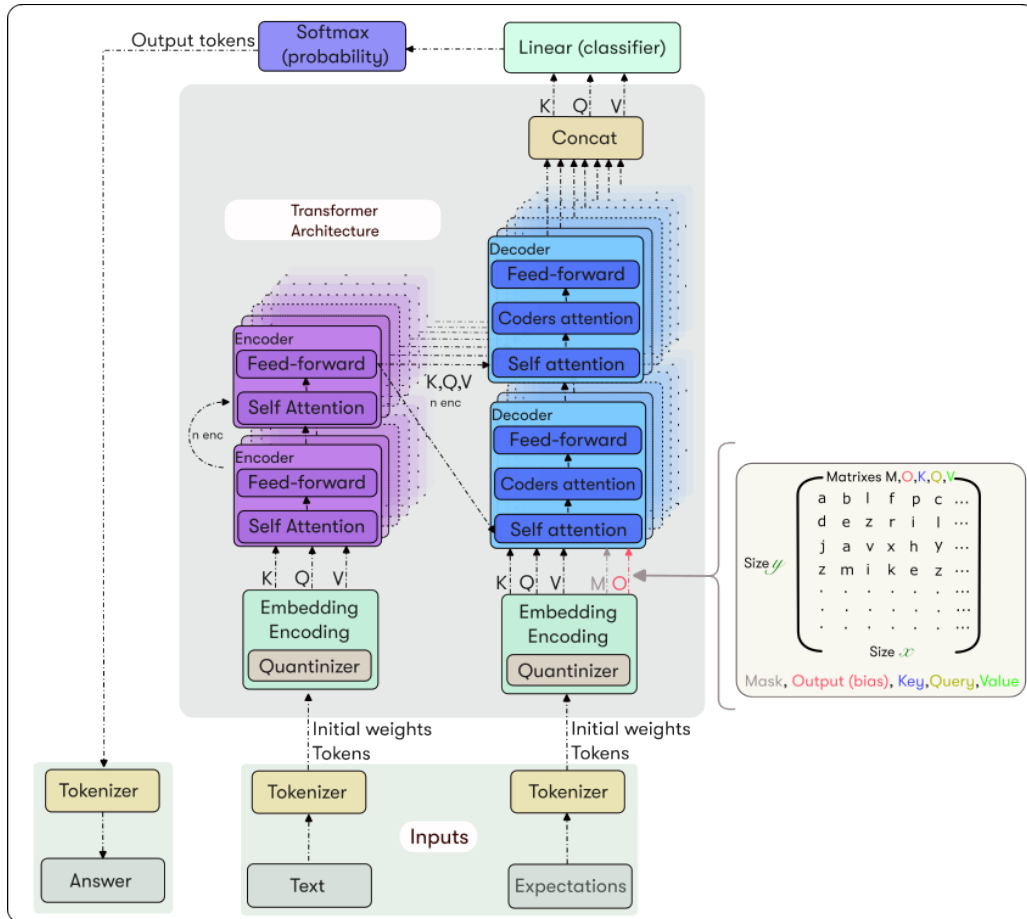 Output tokens
Softmax
(probability)
Linear (classifier)
K Q V
Concat
Transformer
Architecture
Decoder
Feed-forward
Coders attention
Self attention
Encoder
Feed-forward
Self Attention
n enc
K,Q,V
n enc
Decoder
Feed-forward
Coders attention
Self attention
Encoder
Feed-forward
Self Attention
K Q V
K Q V M O
Embedding
Encoding
Quantinizer
Embedding
Encoding
Quantinizer
Matrixes M,O,K,Q,V
a b l f p c ...
d e z r i l ...
j a v x h y ...
z m i k e z ...
. . . . . . ...
. . . . . . ...
. . . . . . ...
Size y
Size x
Mask, Output (bias), Key,Query,Value
Initial weights
Tokens
Initial weights
Tokens
Tokenizer
Answer
Tokenizer
Text
Inputs
Tokenizer
Expectations